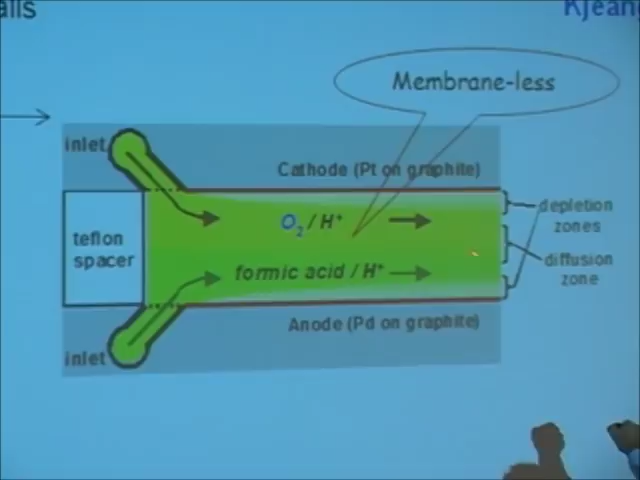 Kjeang
Membrane-less
inlet
Cathode (Pt on graphite)
O2 / H+
depletion
zones
teflon
spacer
diffusion
zone
formic acid / H+
Anode (Pd on graphite)
inlet